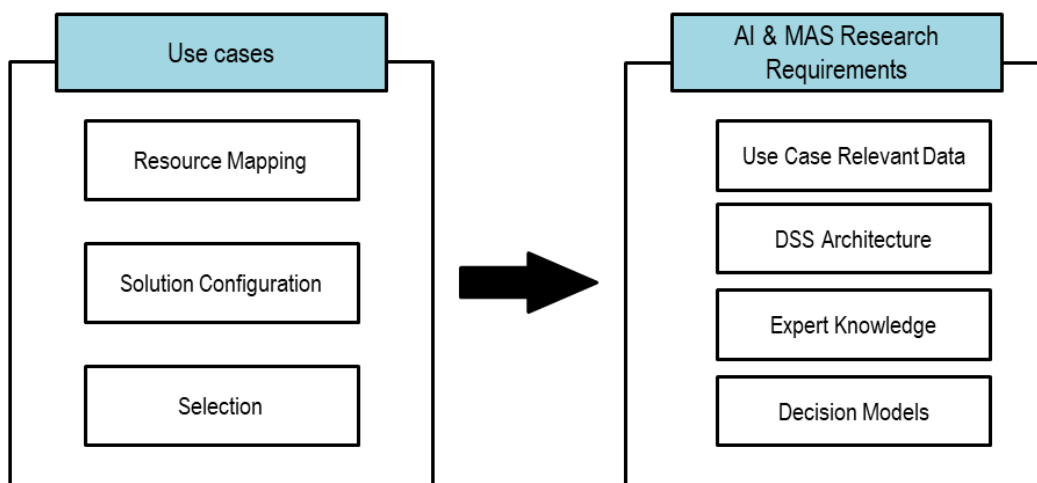 Use cases
Resource Mapping
Solution Configuration
Selection
AI & MAS Research
Requirements
Use Case Relevant Data
DSS Architecture
Expert Knowledge
Decision Models